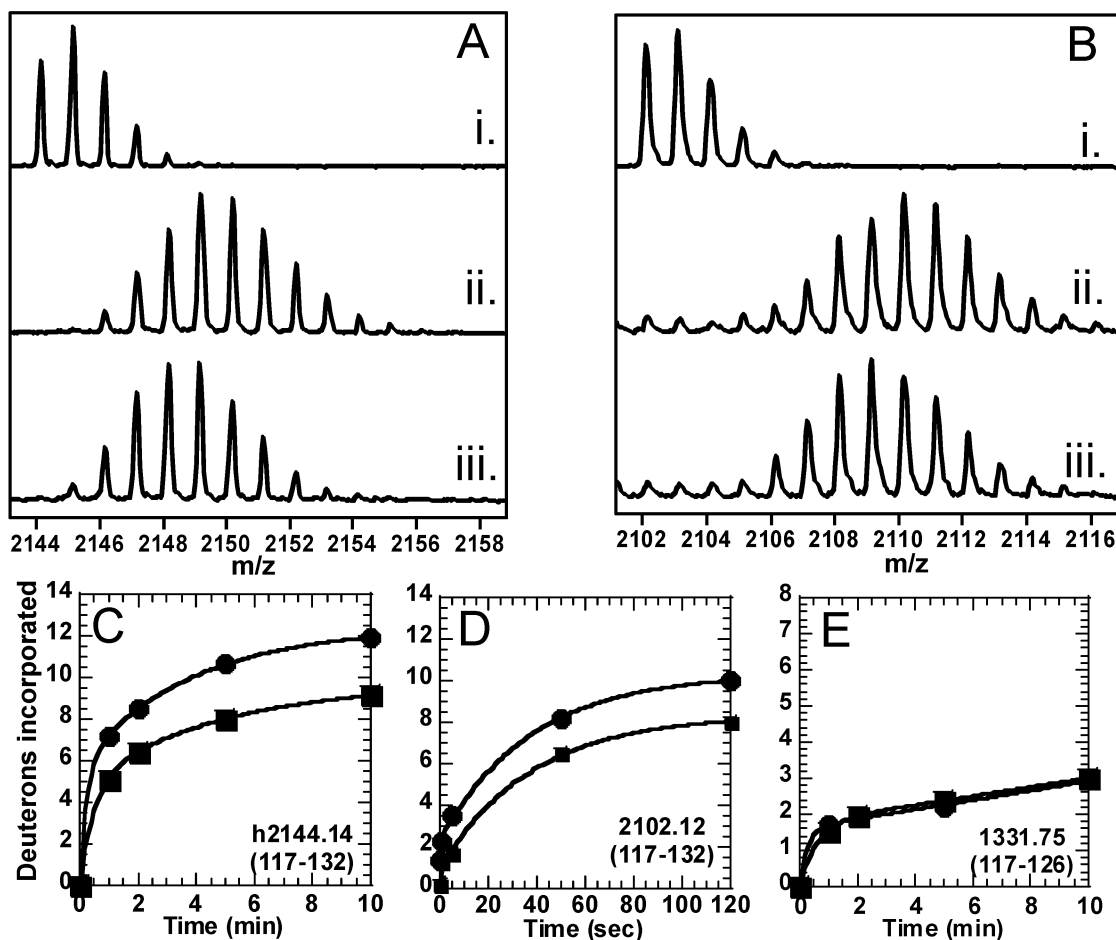 A
i.
ii.
iii.
2144 2146 2148 2150 2152 2154 2156 2158
m/z
B
i.
ii.
iii.
2102 2104 2106 2108 2110 2112 2114 2116
m/z
Deuterons incorporated
C
14
12
10
8
6
4
2
0
h2144.14
(117-132)
0 2 4 6 8 10
Time (min)
D
14
12
10
8
6
4
2
0
2102.12
(117-132)
0 20 40 60 80 100 120
Time (sec)
E
8
7
6
5
4
3
2
1
0
1331.75
(117-126)
0 2 4 6 8 10
Time (min)